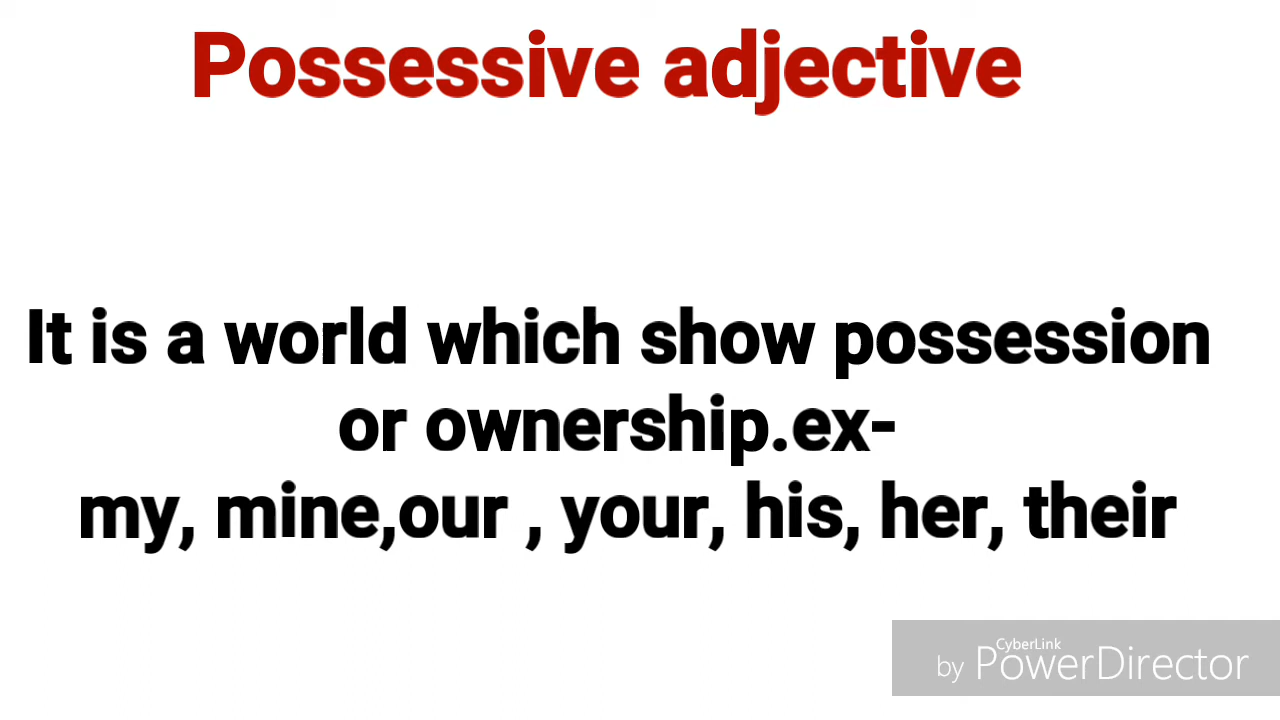 Possessive adjective
It is a world which show possession
or ownership.ex-
my, mine,our , your, his, her, their
CyberLink
by PowerDirector